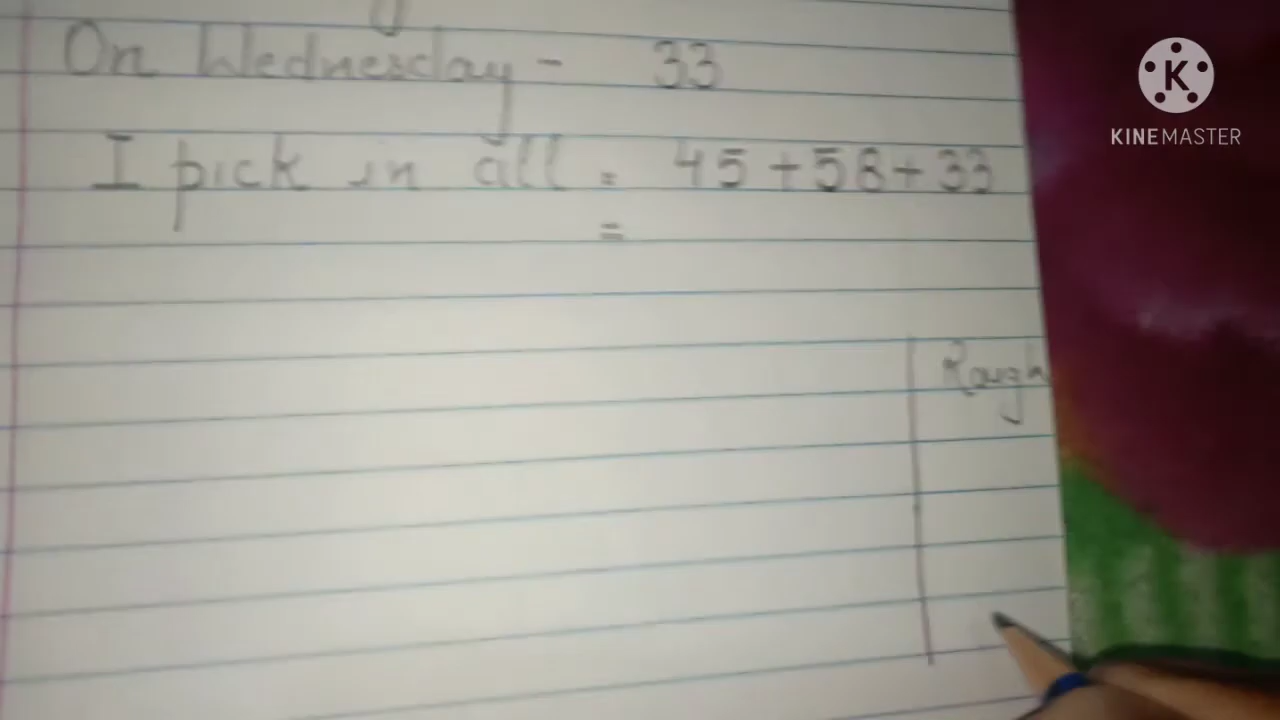 On Wednesday - 33
I pick in all = 45+58+33
=
Rough
K
KINEMASTER